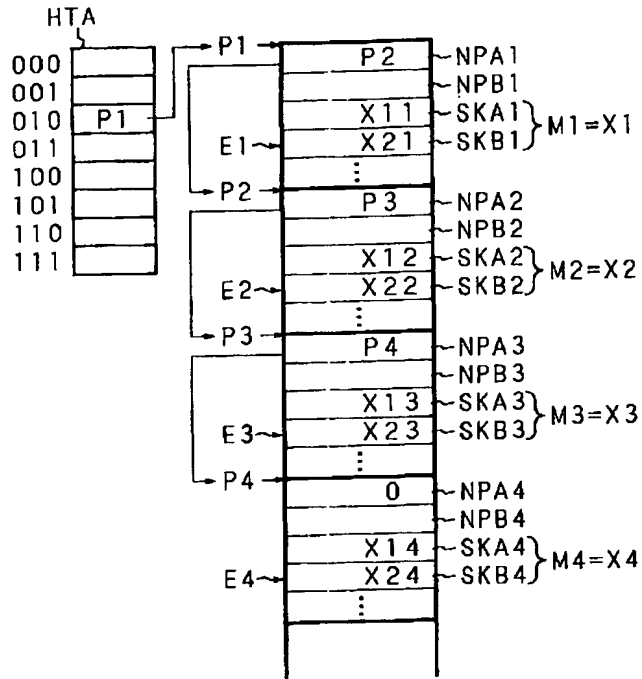 HTA
000
001
010 P1
011
100
101
110
111
P1
P2 NPA1
NPB1
X11 SKA1
E1 X21 SKB1
M1=X1
P2
P3 NPA2
NPB2
X12 SKA2
E2 X22 SKB2
M2=X2
P3
P4 NPA3
NPB3
X13 SKA3
E3 X23 SKB3
M3=X3
P4
0 NPA4
NPB4
X14 SKA4
E4 X24 SKB4
M4=X4